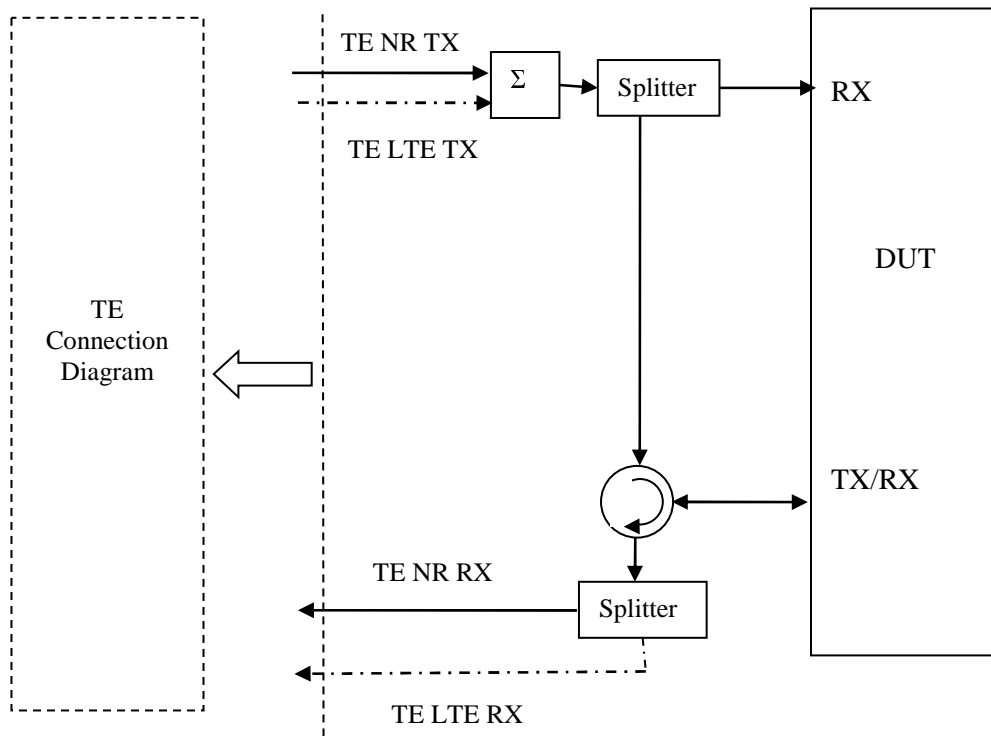 TE NR TX
Σ
Splitter
RX
TE LTE TX
DUT
TE
Connection
Diagram
TX/RX
TE NR RX
Splitter
TE LTE RX